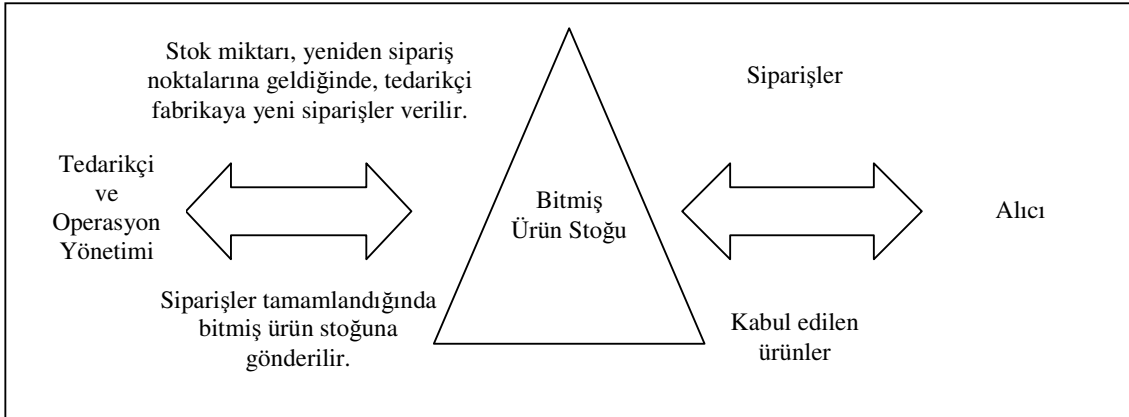 Stok miktarı, yeniden sipariş
noktalarına geldiğinde, tedarikçi
fabrikaya yeni siparişler verilir.
Siparişler
Tedarikçi
ve
Operasyon
Yönetimi
Bitmiş
Ürün Stoğu
Alıcı
Siparişler tamamlandığında
bitmiş ürün stoğuna
gönderilir.
Kabul edilen
ürünler